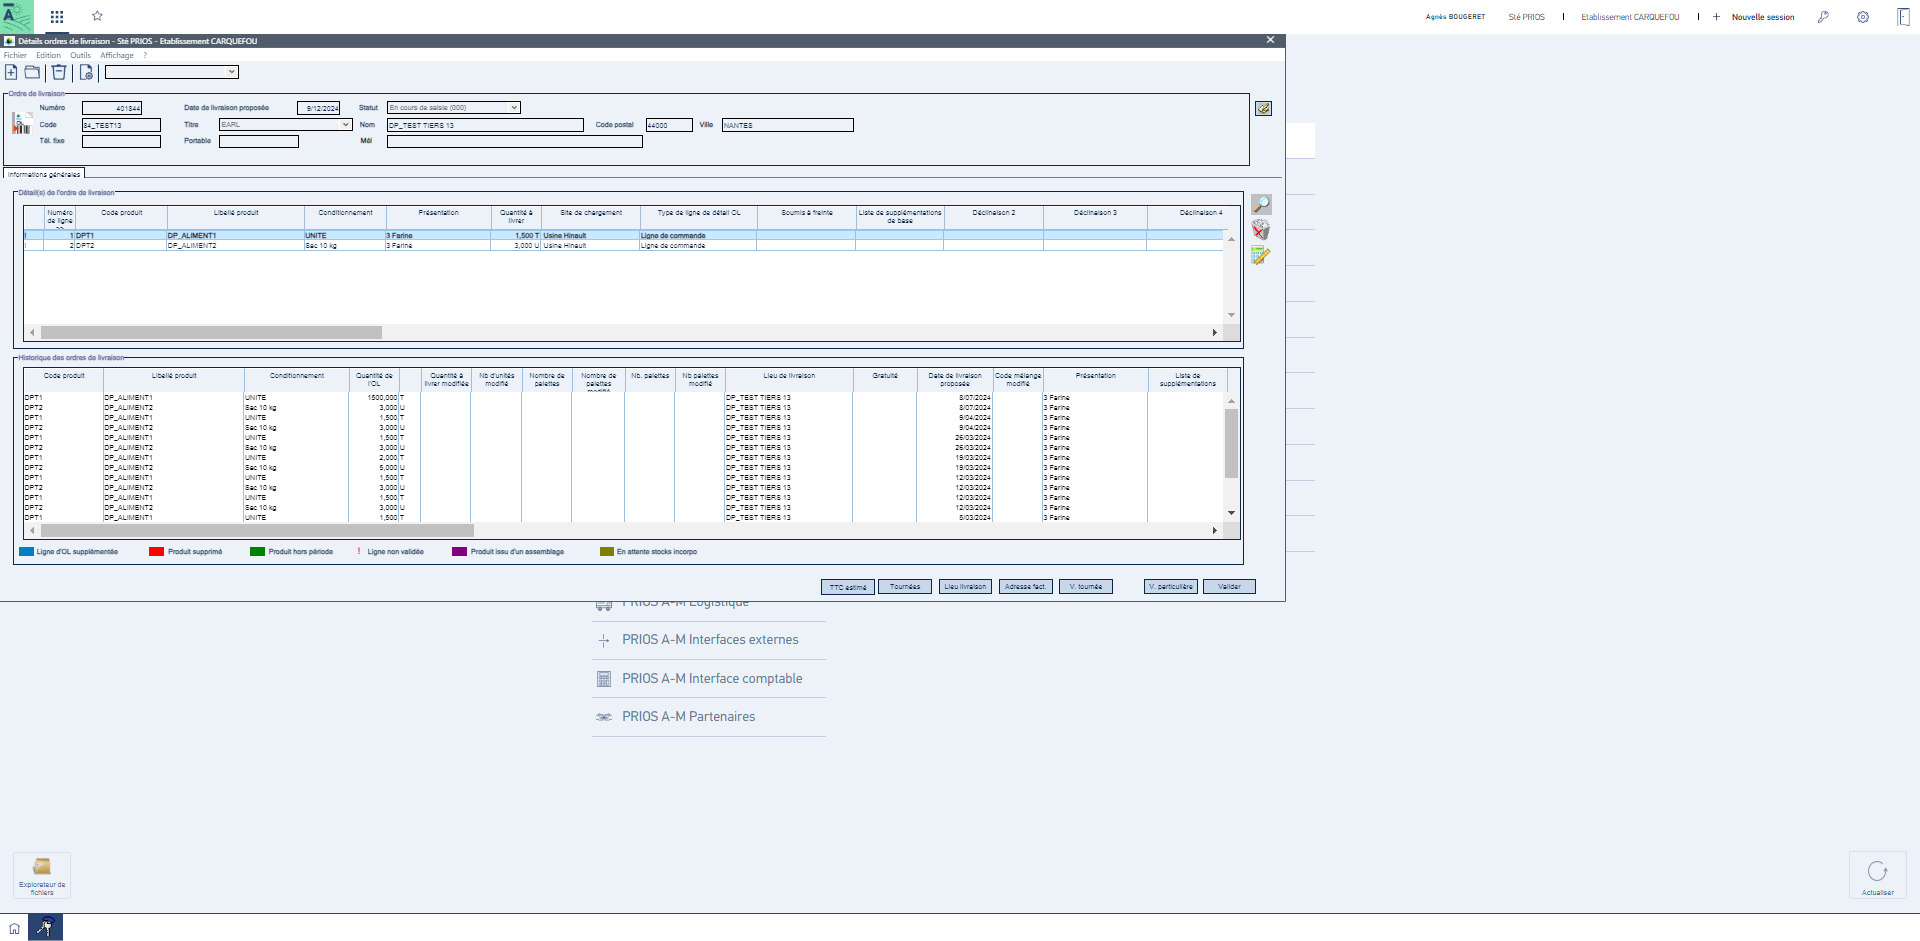 Agnès BOUGERET Sté PRIOS Etablissement CARQUEFOU + Nouvelle session
Détails ordres de livraison - Sté PRIOS - Etablissement CARQUEFOU
Fichier Edition Outils Affichage ?
Ordre de livraison
Numéro 401844 Date de livraison proposée 9/12/2024 Statut En cours de saisie (000)
Code 84_TEST13 Titre EARL Nom DP_TEST TIERS 13 Code postal 44000 Ville NANTES
Tél. fixe Portable Mél
Informations générales
Détail(s) de l'ordre de livraison
Numéro de ligne Code produit Libellé produit Conditionnement Présentation Quantité à livrer Site de chargement Type de ligne de détail OL Soumis à freinte Liste de supplémentations de base Déclinaison 2 Déclinaison 3 Déclinaison 4
! 1 DPT1 DP_ALIMENT1 UNITE 3 Farine 1,500 T Usine Hinault Ligne de commande
! 2 DPT2 DP_ALIMENT2 Sac 10 kg 3 Farine 3,000 U Usine Hinault Ligne de commande
Historique des ordres de livraison
Code produit Libellé produit Conditionnement Quantité de l'OL Quantité à livrer modifiée Nb d'unités modifié Nombre de palettes Nombre de palettes modifié Nb. palettes Nb palettes modifié Lieu de livraison Gratuité Date de livraison proposée Code mélange modifié Présentation Liste de supplémentations
DPT1 DP_ALIMENT1 UNITE 1500,000 T DP_TEST TIERS 13 8/07/2024 3 Farine
DPT2 DP_ALIMENT2 Sac 10 kg 3,000 U DP_TEST TIERS 13 8/07/2024 3 Farine
DPT1 DP_ALIMENT1 UNITE 1,500 T DP_TEST TIERS 13 9/04/2024 3 Farine
DPT2 DP_ALIMENT2 Sac 10 kg 3,000 U DP_TEST TIERS 13 9/04/2024 3 Farine
DPT1 DP_ALIMENT1 UNITE 1,500 T DP_TEST TIERS 13 26/03/2024 3 Farine
DPT2 DP_ALIMENT2 Sac 10 kg 3,000 U DP_TEST TIERS 13 26/03/2024 3 Farine
DPT1 DP_ALIMENT1 UNITE 2,000 T DP_TEST TIERS 13 19/03/2024 3 Farine
DPT2 DP_ALIMENT2 Sac 10 kg 5,000 U DP_TEST TIERS 13 19/03/2024 3 Farine
DPT1 DP_ALIMENT1 UNITE 1,500 T DP_TEST TIERS 13 12/03/2024 3 Farine
DPT2 DP_ALIMENT2 Sac 10 kg 3,000 U DP_TEST TIERS 13 12/03/2024 3 Farine
DPT1 DP_ALIMENT1 UNITE 1,500 T DP_TEST TIERS 13 12/03/2024 3 Farine
DPT2 DP_ALIMENT2 Sac 10 kg 3,000 U DP_TEST TIERS 13 12/03/2024 3 Farine
DPT1 DP_ALIMENT1 UNITE 1,500 T DP_TEST TIERS 13 5/03/2024 3 Farine
Ligne d'OL supplémentée Produit supprimé Produit hors période ! Ligne non validée Produit issu d'un assemblage En attente stocks incorpo
TTC estimé Tournées Lieu livraison Adresse fact. V. tournée V. particulière Valider
PRIOS A-M Logistique
PRIOS A-M Interfaces externes
PRIOS A-M Interface comptable
PRIOS A-M Partenaires
Explorateur de
fichiers
Actualiser